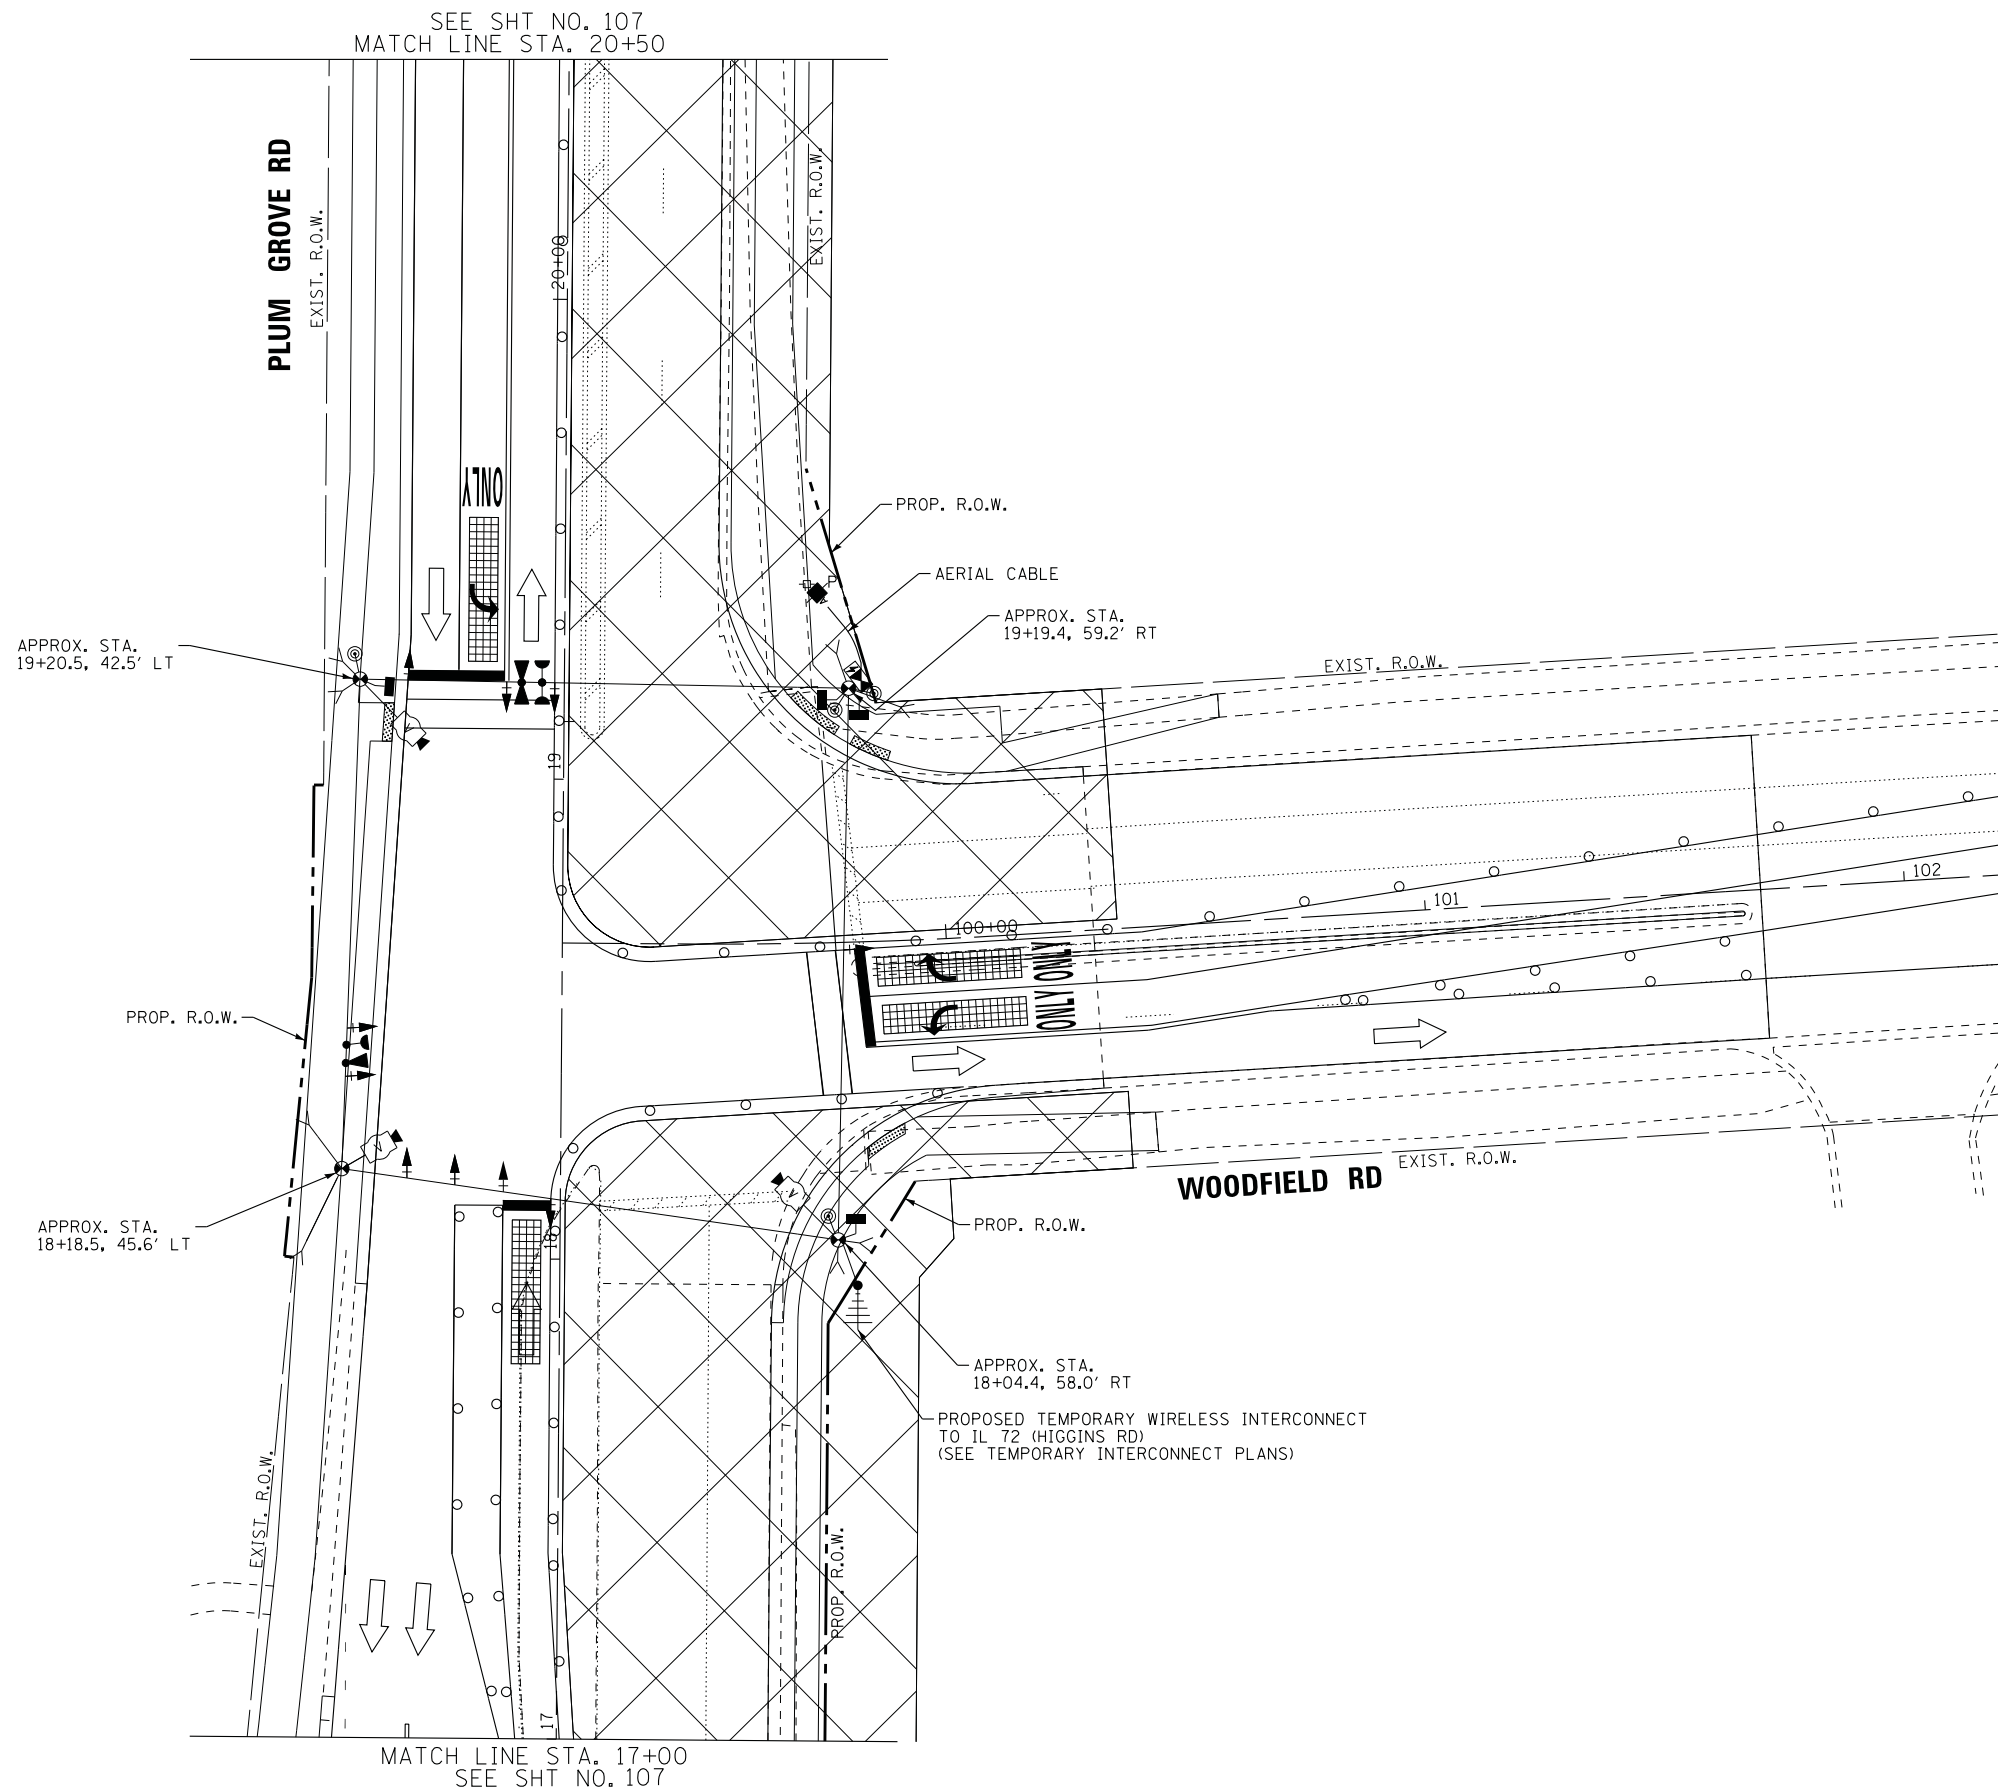 SEE SHT NO. 107
MATCH LINE STA. 20+50
PLUM GROVE RD
EXIST. R.O.W.
EXIST. R.O.W.
20+00
ONLY
PROP. R.O.W.
AERIAL CABLE
P
APPROX. STA.
19+19.4, 59.2' RT
APPROX. STA.
19+20.5, 42.5' LT
EXIST. R.O.W.
19
102
101
100+00
ONLY
ONLY
PROP. R.O.W.
EXIST. R.O.W.
WOODFIELD RD
APPROX. STA.
18+18.5, 45.6' LT
PROP. R.O.W.
18
APPROX. STA.
18+04.4, 58.0' RT
PROPOSED TEMPORARY WIRELESS INTERCONNECT
TO IL 72 (HIGGINS RD)
(SEE TEMPORARY INTERCONNECT PLANS)
EXIST. R.O.W.
PROP. R.O.W.
17
MATCH LINE STA. 17+00
SEE SHT NO. 107